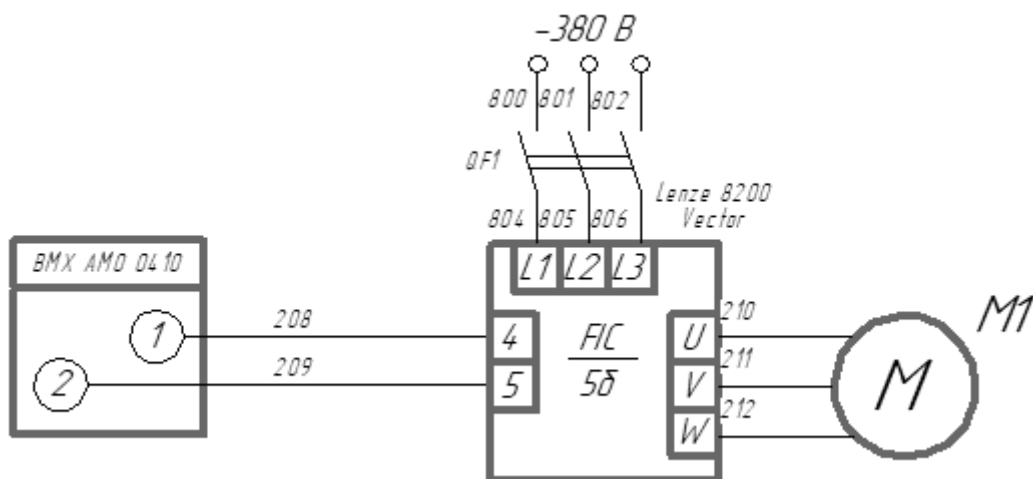 -380 В
800 801 802
QF1
Lenze 8200
Vector
804 805 806
BMX AMO 0410
L1 L2 L3
1
208
4
FIC
5б
U
210
M1
2
209
5
V
211
M
W
212